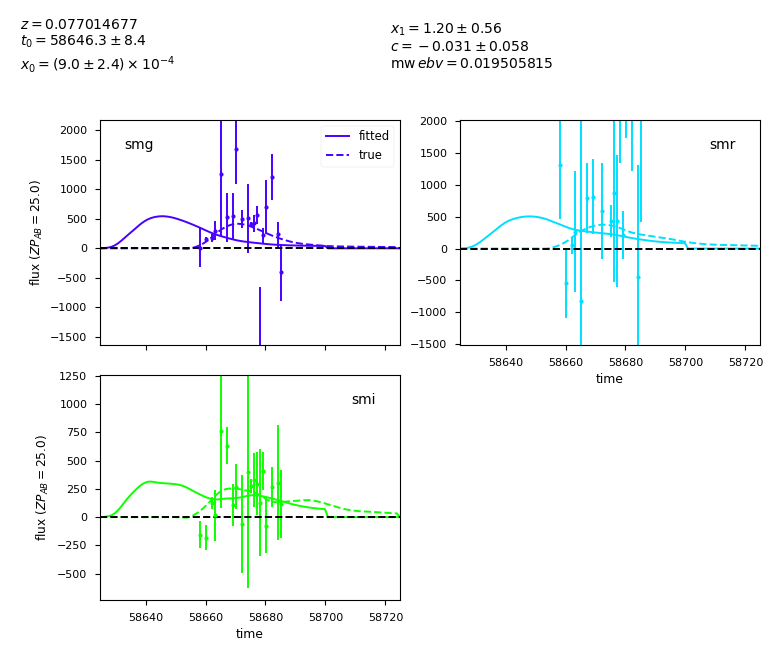 z = 0.077014677
t₀ = 58646.3 ± 8.4
x₀ = (9.0 ± 2.4) × 10⁻⁴
x₁ = 1.20 ± 0.56
c = −0.031 ± 0.058
mw ebv = 0.019505815
smg
fitted
true
2000
1500
1000
500
0
−500
−1000
−1500
flux (ZP_AB = 25.0)
smr
2000
1500
1000
500
0
−500
−1000
−1500
58640 58660 58680 58700 58720
time
smi
1250
1000
750
500
250
0
−250
−500
flux (ZP_AB = 25.0)
58640 58660 58680 58700 58720
time